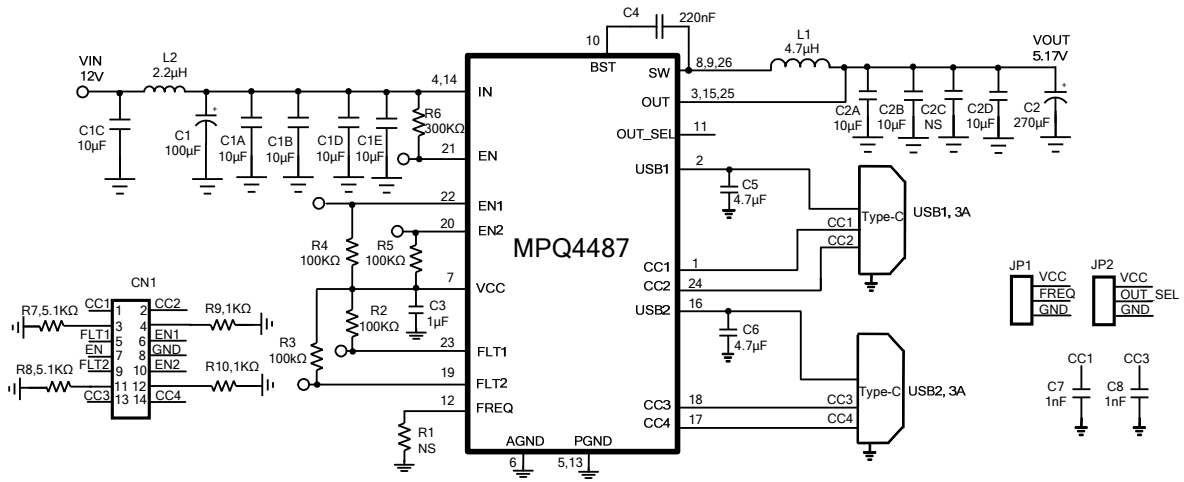 C4
220nF
10
BST
L1
4.7µH
VOUT
5.17V
VIN
12V
L2
2.2µH
4,14
IN
SW
8,9,26
OUT
3,15,25
C1C
10µF
C1
100µF
+
C1A
10µF
C1B
10µF
C1D
10µF
C1E
10µF
R6
300KΩ
C2A
10µF
C2B
10µF
C2C
NS
C2D
10µF
C2
270µF
+
OUT_SEL
11
21
EN
USB1
2
C5
4.7µF
22
EN1
20
EN2
R4
100KΩ
R5
100KΩ
MPQ4487
Type-C
CC1
CC2
USB1, 3A
7
VCC
C3
1µF
CC1
1
CC2
24
USB2
16
C6
4.7µF
R2
100KΩ
R3
100kΩ
23
FLT1
19
FLT2
12
FREQ
R1
NS
CC3
18
CC4
17
CC3
CC4
Type-C
USB2, 3A
AGND
6
PGND
5,13
CN1
CC1
1
2
CC2
R7,5.1KΩ
3
4
R9,1KΩ
FLT1
5
6
EN1
EN
7
8
GND
FLT2
9
10
EN2
R8,5.1KΩ
11
12
R10,1KΩ
CC3
13
14
CC4
JP1
VCC
FREQ
GND
JP2
VCC
OUT_SEL
GND
CC1
C7
1nF
CC3
C8
1nF